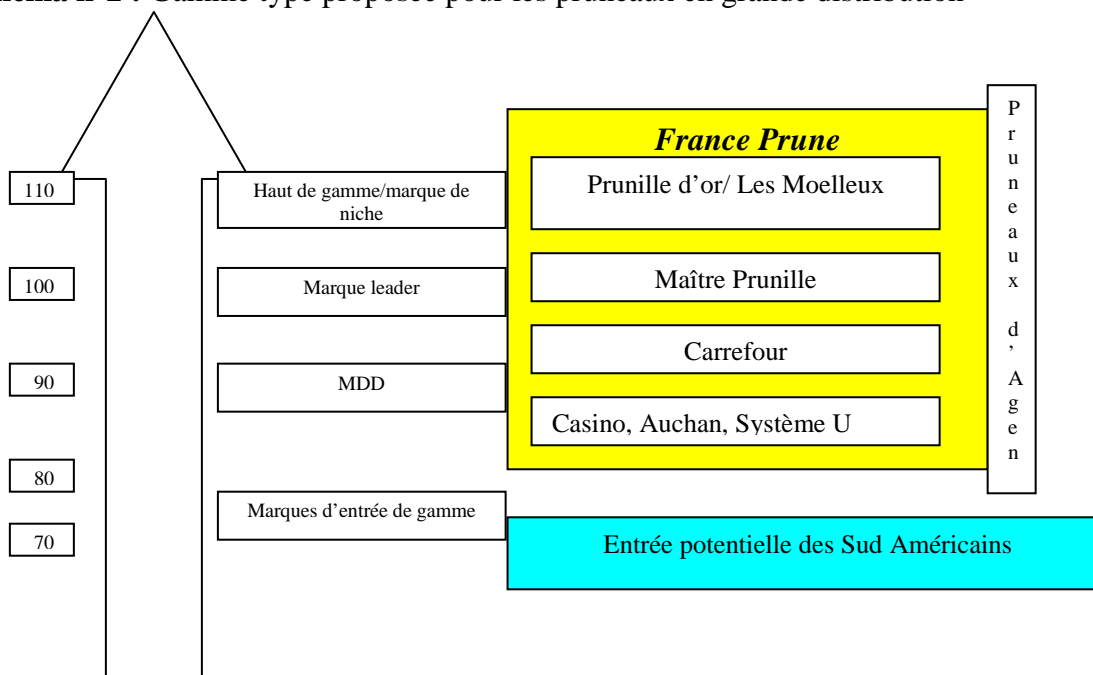 hema n°2 : Gamme type proposée pour les pruneaux en grande distribution
France Prune
110
Haut de gamme/marque de
niche
Prunille d'or/ Les Moelleux
100
Marque leader
Maître Prunille
90
MDD
Carrefour
Casino, Auchan, Système U
80
Marques d'entrée de gamme
70
Entrée potentielle des Sud Américains
Pruneaux d'Agen